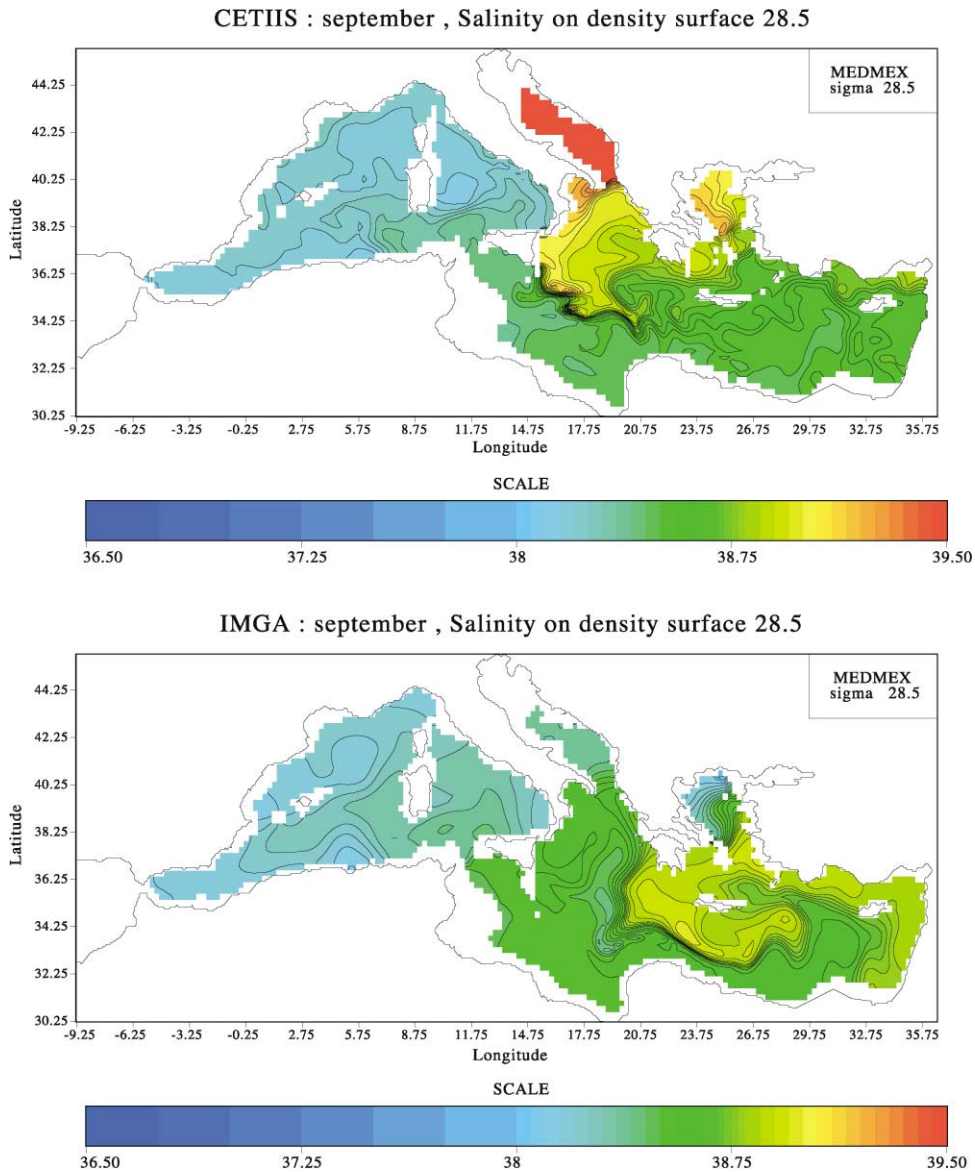 CETIIS : september , Salinity on density surface 28.5
MEDMEX
sigma 28.5
44.25
42.25
40.25
38.25
36.25
34.25
32.25
30.25
Latitude
-9.25 -6.25 -3.25 -0.25 2.75 5.75 8.75 11.75 14.75 17.75 20.75 23.75 26.75 29.75 32.75 35.75
Longitude
SCALE
36.50 37.25 38 38.75 39.50
IMGA : september , Salinity on density surface 28.5
MEDMEX
sigma 28.5
44.25
42.25
40.25
38.25
36.25
34.25
32.25
30.25
Latitude
-9.25 -6.25 -3.25 -0.25 2.75 5.75 8.75 11.75 14.75 17.75 20.75 23.75 26.75 29.75 32.75 35.75
Longitude
SCALE
36.50 37.25 38 38.75 39.50